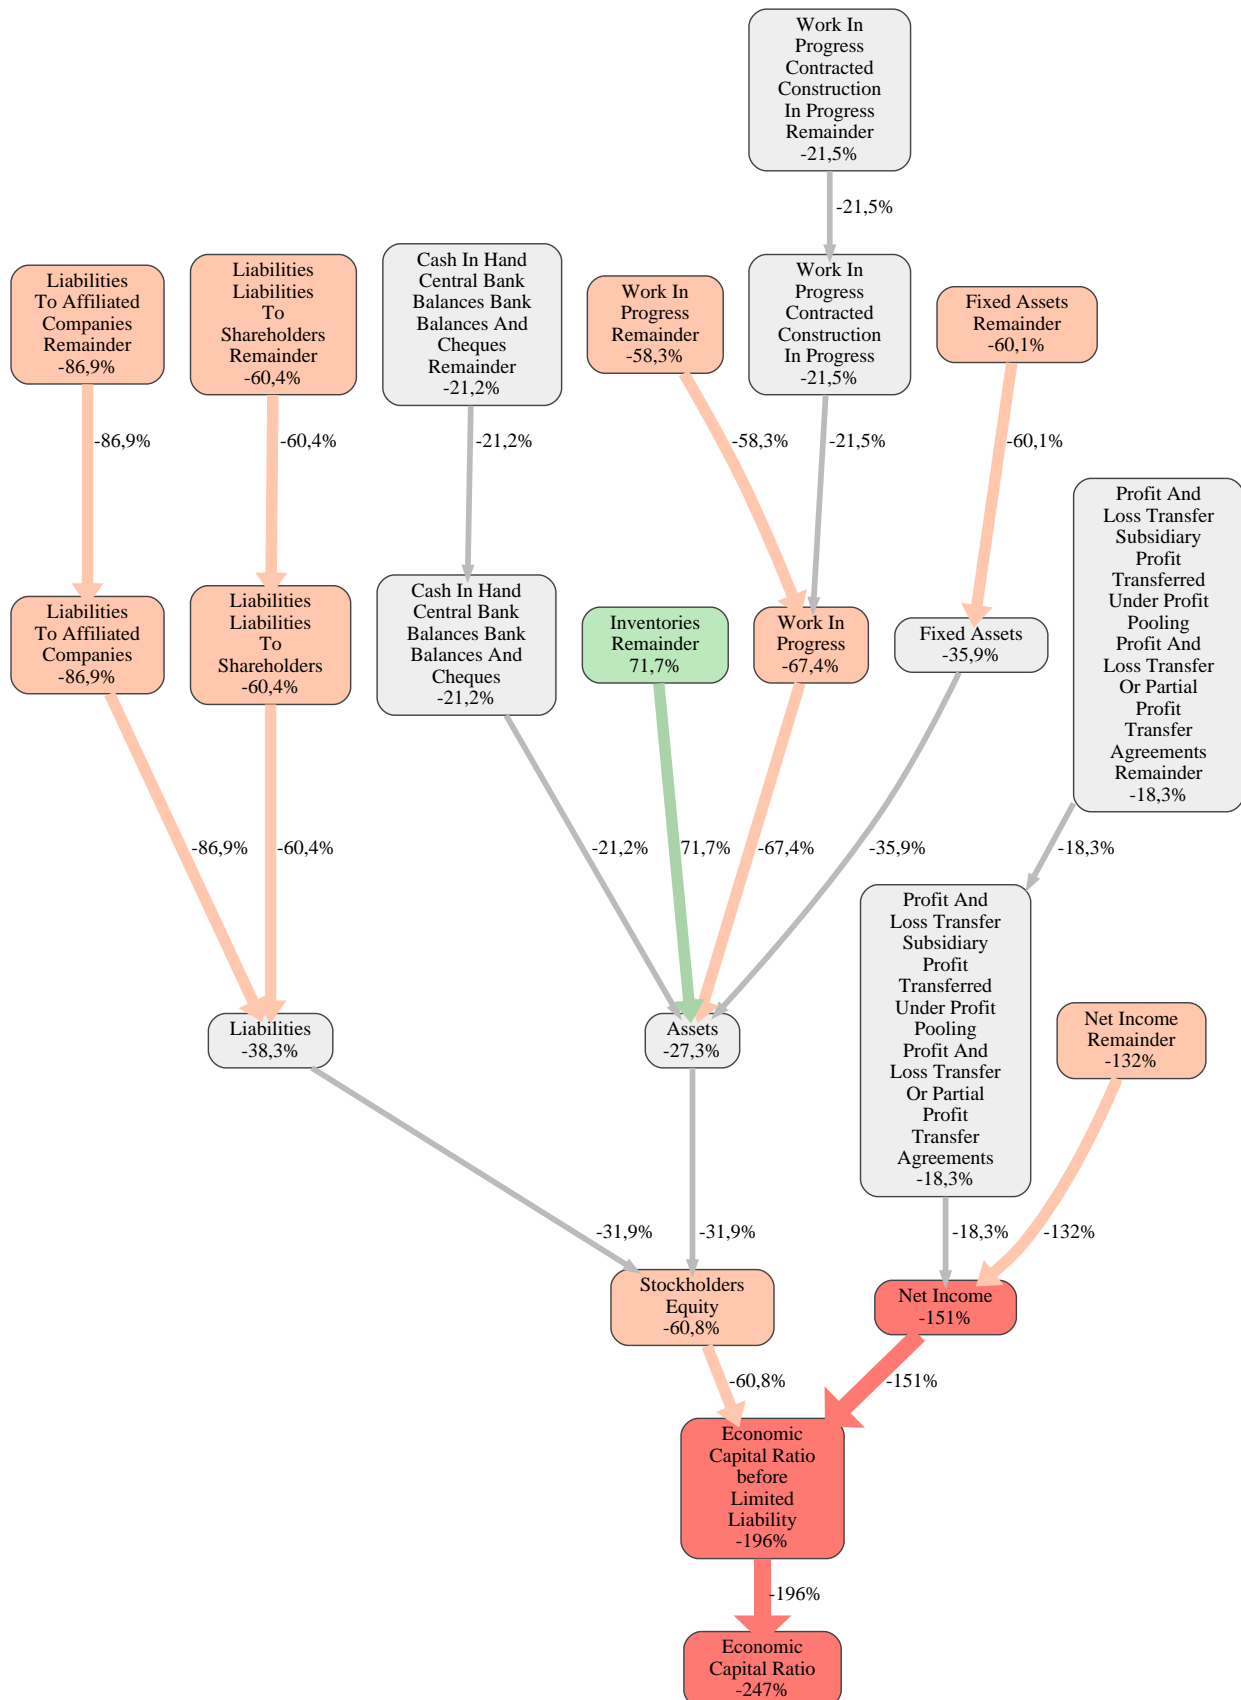 Work In
Progress
Contracted
Construction
In Progress
Remainder
-21,5%
-21,5%
Liabilities
To Affiliated
Companies
Remainder
-86,9%
Liabilities
Liabilities
To
Shareholders
Remainder
-60,4%
Cash In Hand
Central Bank
Balances Bank
Balances And
Cheques
Remainder
-21,2%
Work In
Progress
Remainder
-58,3%
Work In
Progress
Contracted
Construction
In Progress
-21,5%
Fixed Assets
Remainder
-60,1%
-86,9%
-60,4%
-21,2%
-58,3%
-21,5%
-60,1%
Profit And
Loss Transfer
Subsidiary
Profit
Transferred
Under Profit
Pooling
Profit And
Loss Transfer
Or Partial
Profit
Transfer
Agreements
Remainder
-18,3%
Liabilities
To Affiliated
Companies
-86,9%
Liabilities
Liabilities
To
Shareholders
-60,4%
Cash In Hand
Central Bank
Balances Bank
Balances And
Cheques
-21,2%
Inventories
Remainder
71,7%
Work In
Progress
-67,4%
Fixed Assets
-35,9%
-86,9%
-60,4%
-21,2%
71,7%
-67,4%
-35,9%
-18,3%
Profit And
Loss Transfer
Subsidiary
Profit
Transferred
Under Profit
Pooling
Profit And
Loss Transfer
Or Partial
Profit
Transfer
Agreements
-18,3%
Liabilities
-38,3%
Assets
-27,3%
Net Income
Remainder
-132%
-31,9%
-31,9%
-18,3%
-132%
Stockholders
Equity
-60,8%
Net Income
-151%
-60,8%
-151%
Economic
Capital Ratio
before
Limited
Liability
-196%
-196%
Economic
Capital Ratio
-247%